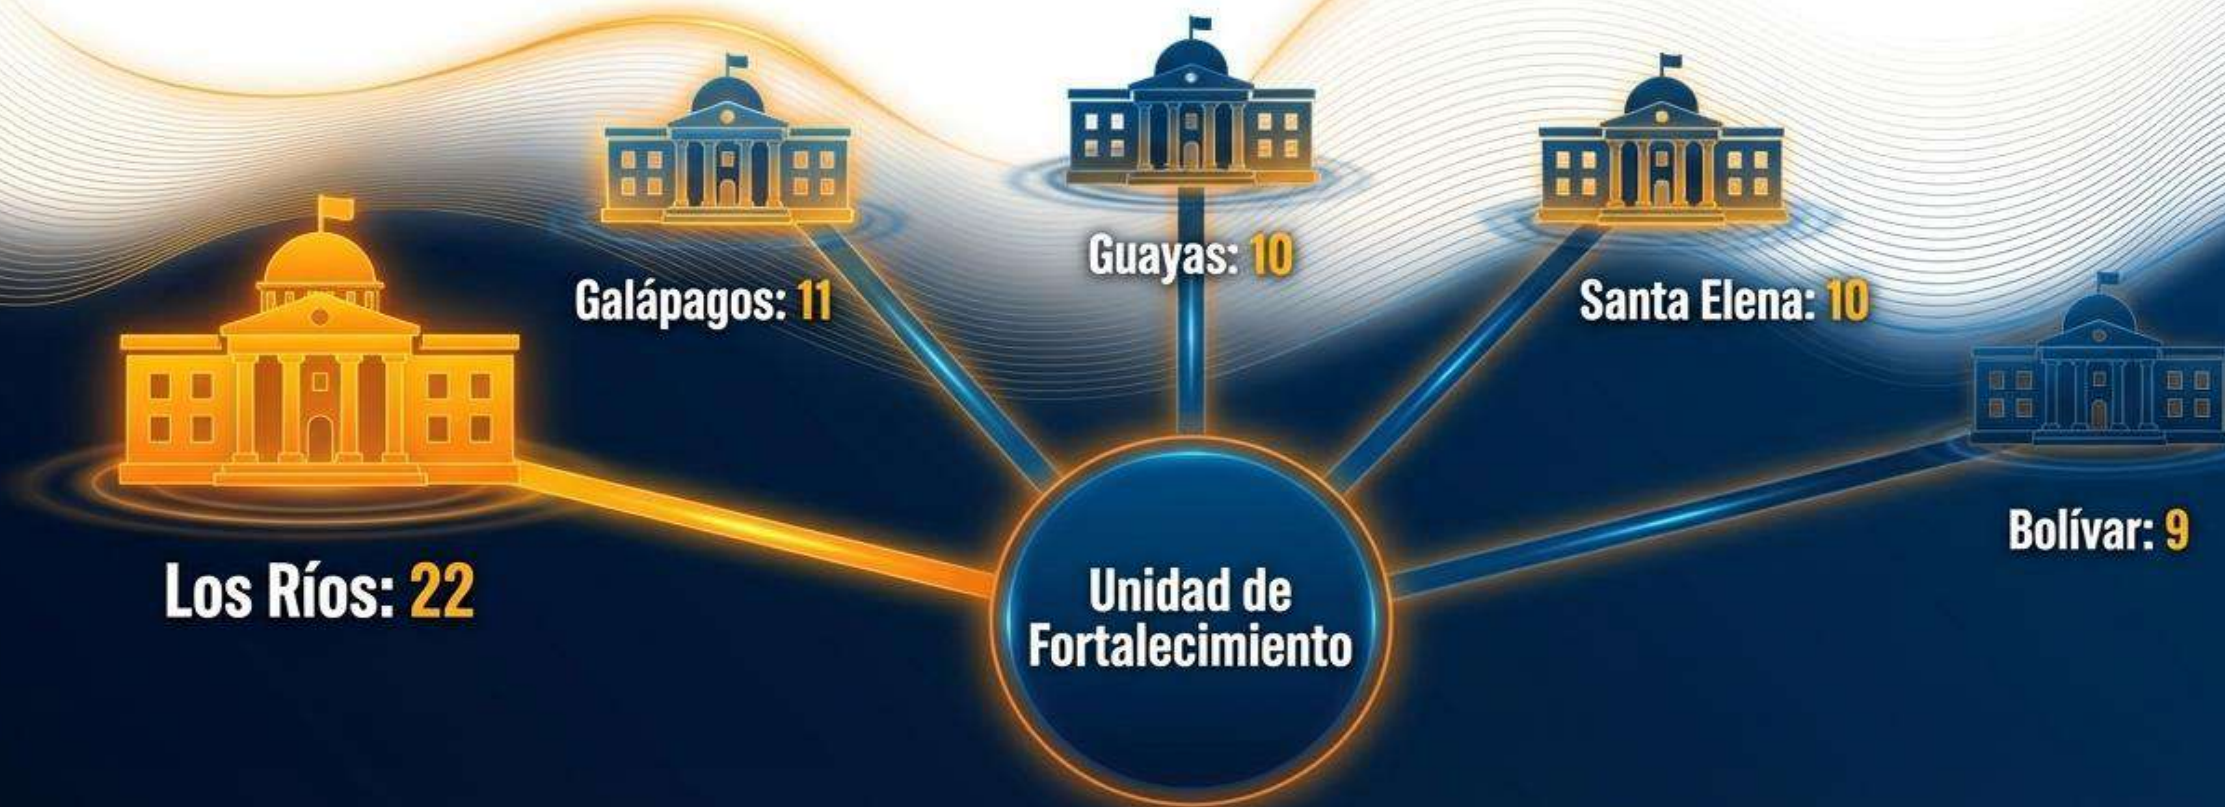 Los Ríos: 22
Galápagos: 11
Guayas: 10
Santa Elena: 10
Bolívar: 9
Unidad de
Fortalecimiento